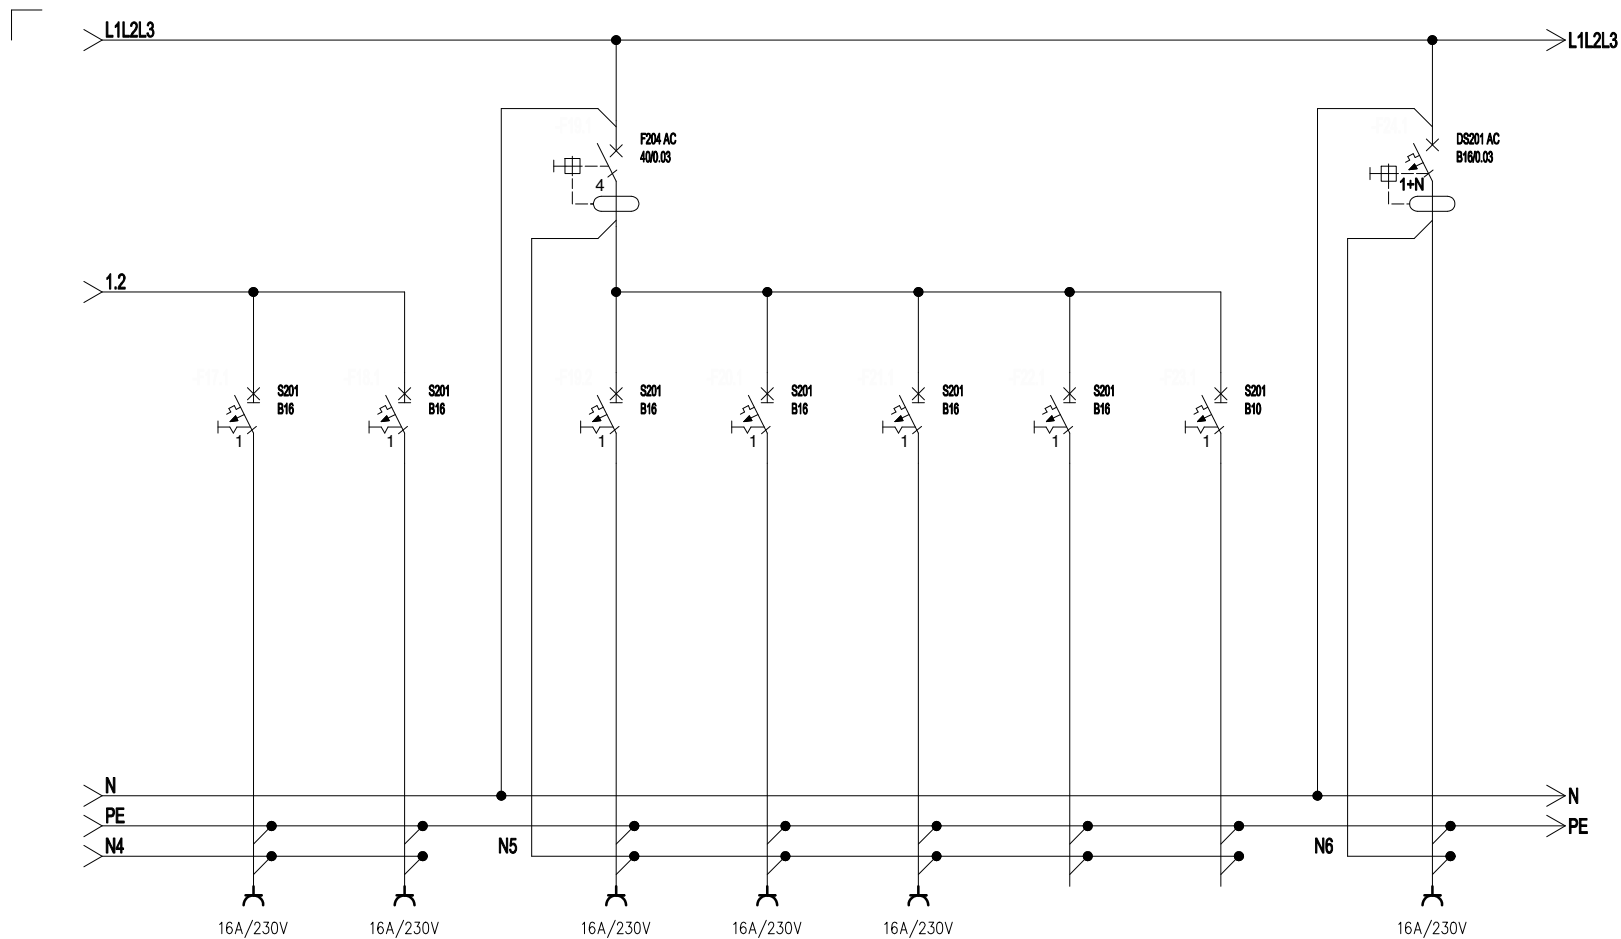 L1L2L3
L1L2L3
F204 AC
40/0.03
4
DS201 AC
B16/0.03
1+N
1.2
S201
B16
1
S201
B16
1
S201
B16
1
S201
B16
1
S201
B16
1
S201
B16
1
S201
B10
1
N
N
PE
PE
N4
N5
N6
16A/230V
16A/230V
16A/230V
16A/230V
16A/230V
16A/230V